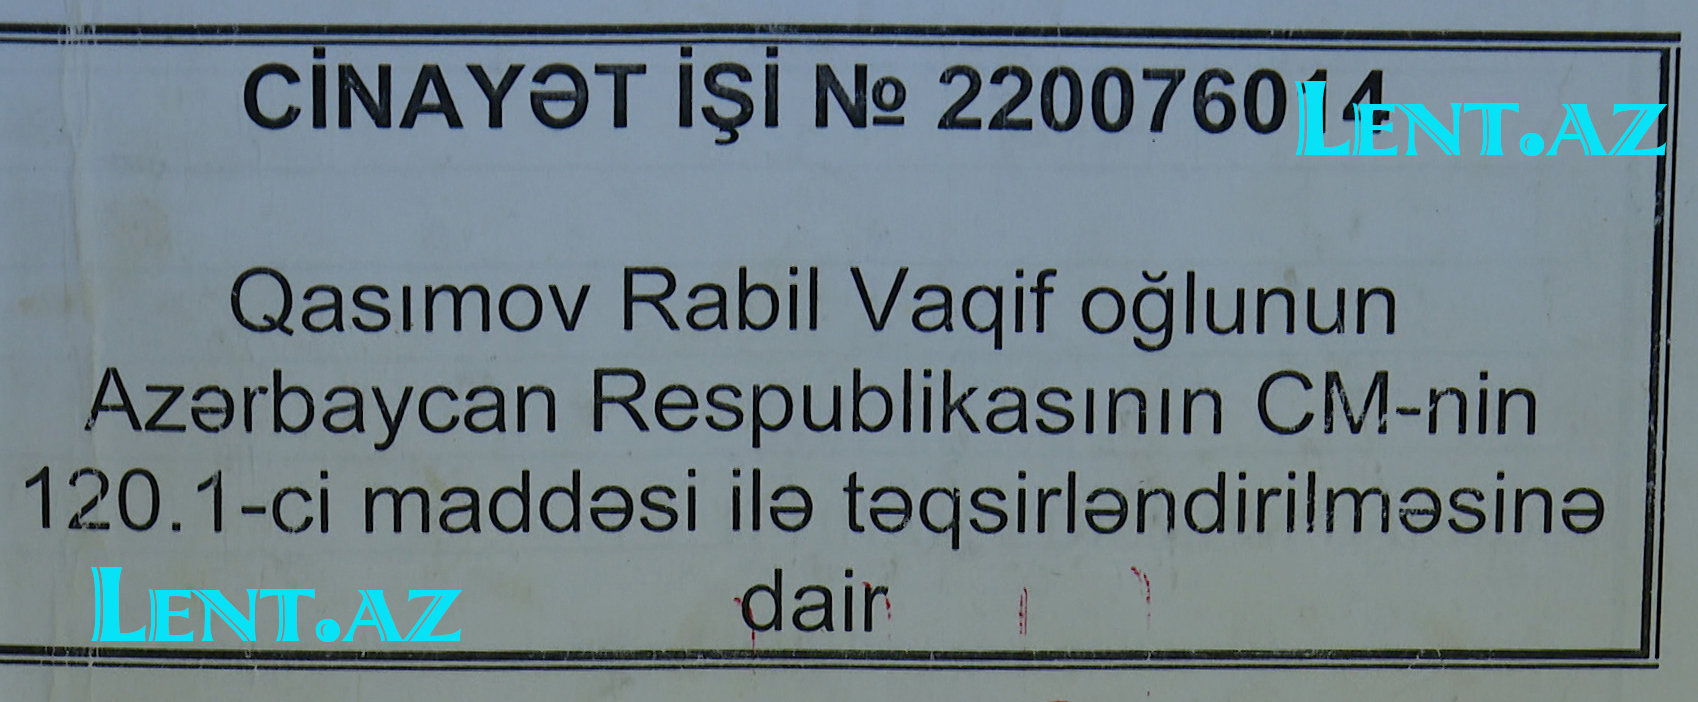 CİNAYƏT İŞİ № 220076014
LENT.AZ
Qasımov Rabil Vaqif oğlunun
Azərbaycan Respublikasının CM-nin
120.1-ci maddəsi ilə təqsirləndirilməsinə
dair
LENT.AZ